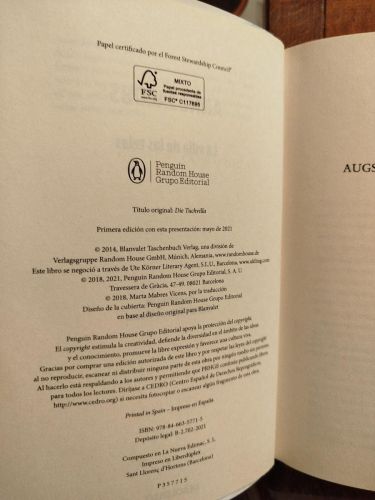 Papel certificado por el Forest Stewardship Council®
MIXTO
Papel procedente de
fuentes responsables
FSC® C117695
FSC
Penguin
Random House
Grupo Editorial
Título original: Die Tuchvilla
Primera edición con esta presentación: mayo de 2021
© 2014, Blanvalet Taschenbuch Verlag, una división de
Verlagsgruppe Random House GmbH, Múnich, Alemania, www.randomhouse.de
Este libro se negoció a través de Ute Körner Literary Agent, S.L.U., Barcelona, www.uklitag.com
© 2018, 2021, Penguin Random House Grupo Editorial, S. A. U.
Travessera de Gràcia, 47-49. 08021 Barcelona
© 2018, Marta Mabres Vicens, por la traducción
Diseño de la cubierta: Penguin Random House Grupo Editorial
en base al diseño original para Blanvalet
Penguin Random House Grupo Editorial apoya la protección del copyright.
El copyright estimula la creatividad, defiende la diversidad en el ámbito de las ideas
y el conocimiento, promueve la libre expresión y favorece una cultura viva.
Gracias por comprar una edición autorizada de este libro y por respetar las leyes del copyright
al no reproducir, escanear ni distribuir ninguna parte de esta obra por ningún medio sin permiso.
Al hacerlo está respaldando a los autores y permitiendo que PRHGE continúe publicando libros
para todos los lectores. Diríjase a CEDRO (Centro Español de Derechos Reprográficos,
http://www.cedro.org) si necesita fotocopiar o escanear algún fragmento de esta obra.
Printed in Spain – Impreso en España
ISBN: 978-84-663-5771-5
Depósito legal: B-2.702-2021
Compuesto en La Nueva Edimac, S. L.
Impreso en Liberdúplex
Sant Llorenç d'Hortons (Barcelona)
P357715
AUGS